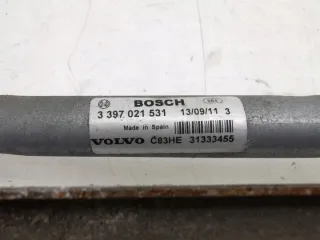 BOSCH
3 397 021 531 13/09/11 3
Made in Spain
VOLVO C83HE 31333455